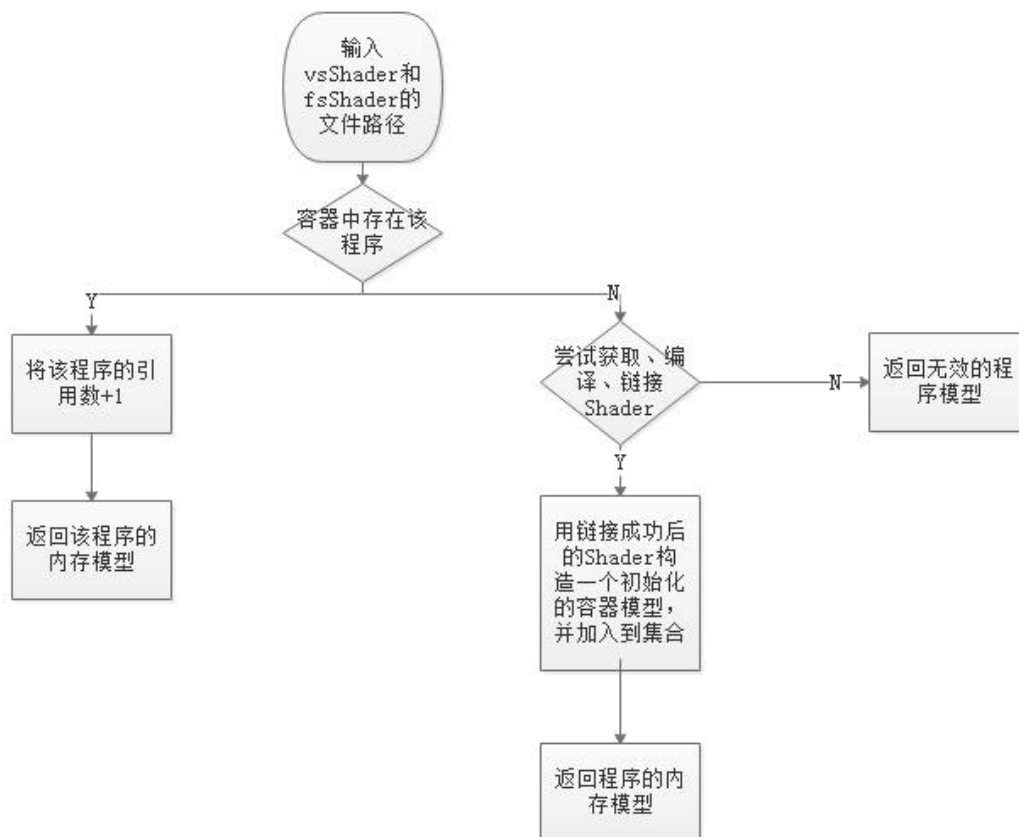 输入
vsShader和
fsShader的
文件路径
容器中存在该
程序
Y
N
将该程序的引
用数+1
尝试获取、编
译、链接
Shader
N
返回无效的程
序模型
Y
返回该程序的
内存模型
用链接成功后
的Shader构
造一个初始化
的容器模型，
并加入到集合
返回程序的内
存模型